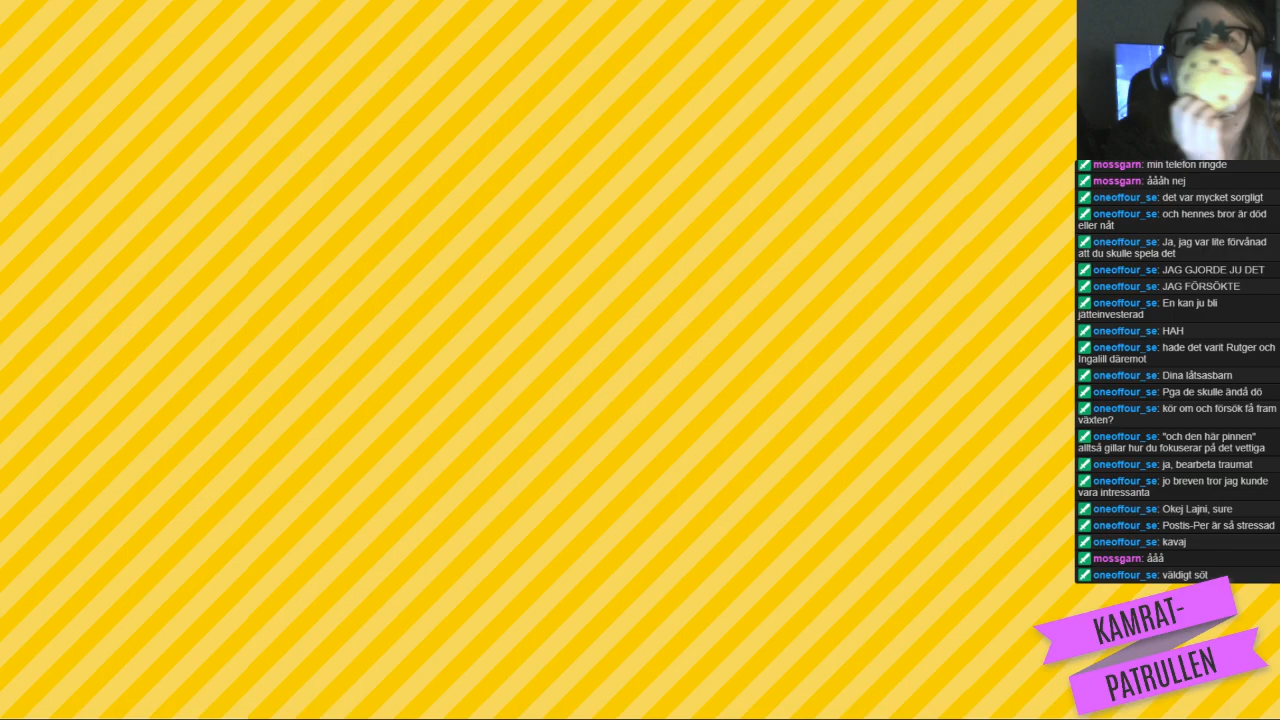 mossgarn: min telefon ringde
mossgarn: åååh nej
oneoffour_se: det var mycket sorgligt
oneoffour_se: och hennes bror är död
eller nåt
oneoffour_se: Ja, jag var lite förvånad
att du skulle spela det
oneoffour_se: JAG GJORDE JU DET
oneoffour_se: JAG FÖRSÖKTE
oneoffour_se: En kan ju bli
jätteinvesterad
oneoffour_se: HAH
oneoffour_se: hade det varit Rutger och
Ingalill däremot
oneoffour_se: Dina låtsasbarn
oneoffour_se: Pga de skulle ändå dö
oneoffour_se: kör om och försök få fram
växten?
oneoffour_se: "och den här pinnen"
alltså gillar hur du fokuserar på det vettiga
oneoffour_se: ja, bearbeta traumat
oneoffour_se: jo breven tror jag kunde
vara intressanta
oneoffour_se: Okej Lajni, sure
oneoffour_se: Postis-Per är så stressad
oneoffour_se: kavaj
mossgarn: ååå
oneoffour_se: väldigt söt
KAMRAT-
PATRULLEN